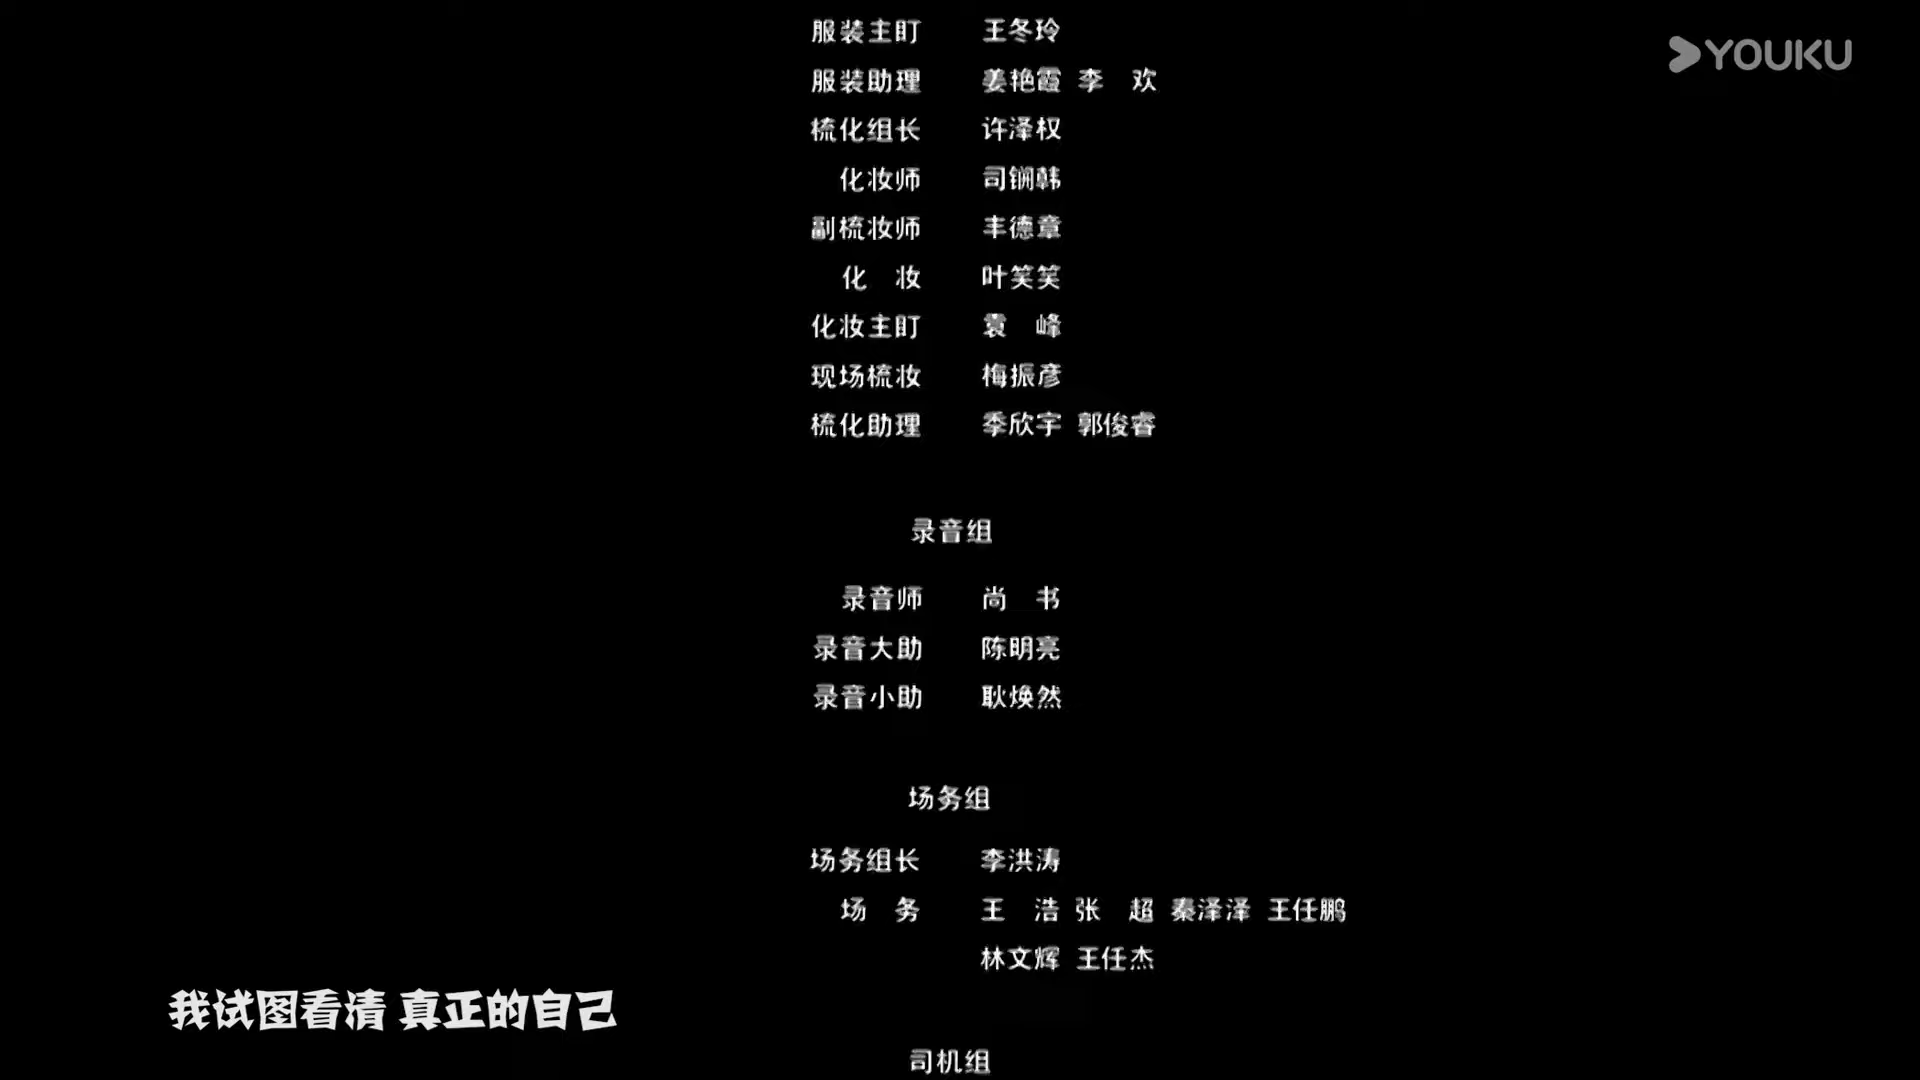 服装主盯 王冬玲
YOUKU
服装助理 姜艳霞 李 欢
梳化组长 许泽权
化妆师 司锎韩
副梳妆师 丰德章
化 妆 叶笑笑
化妆主盯 袁 峰
现场梳妆 梅振彦
梳化助理 季欣宇 郭俊睿
录音组
录音师 尚 书
录音大助 陈明亮
录音小助 耿焕然
场务组
场务组长 李洪涛
场 务 王 浩 张 超 秦泽泽 王任鹏
林文辉 王任杰
我试图看清 真正的自己
司机组